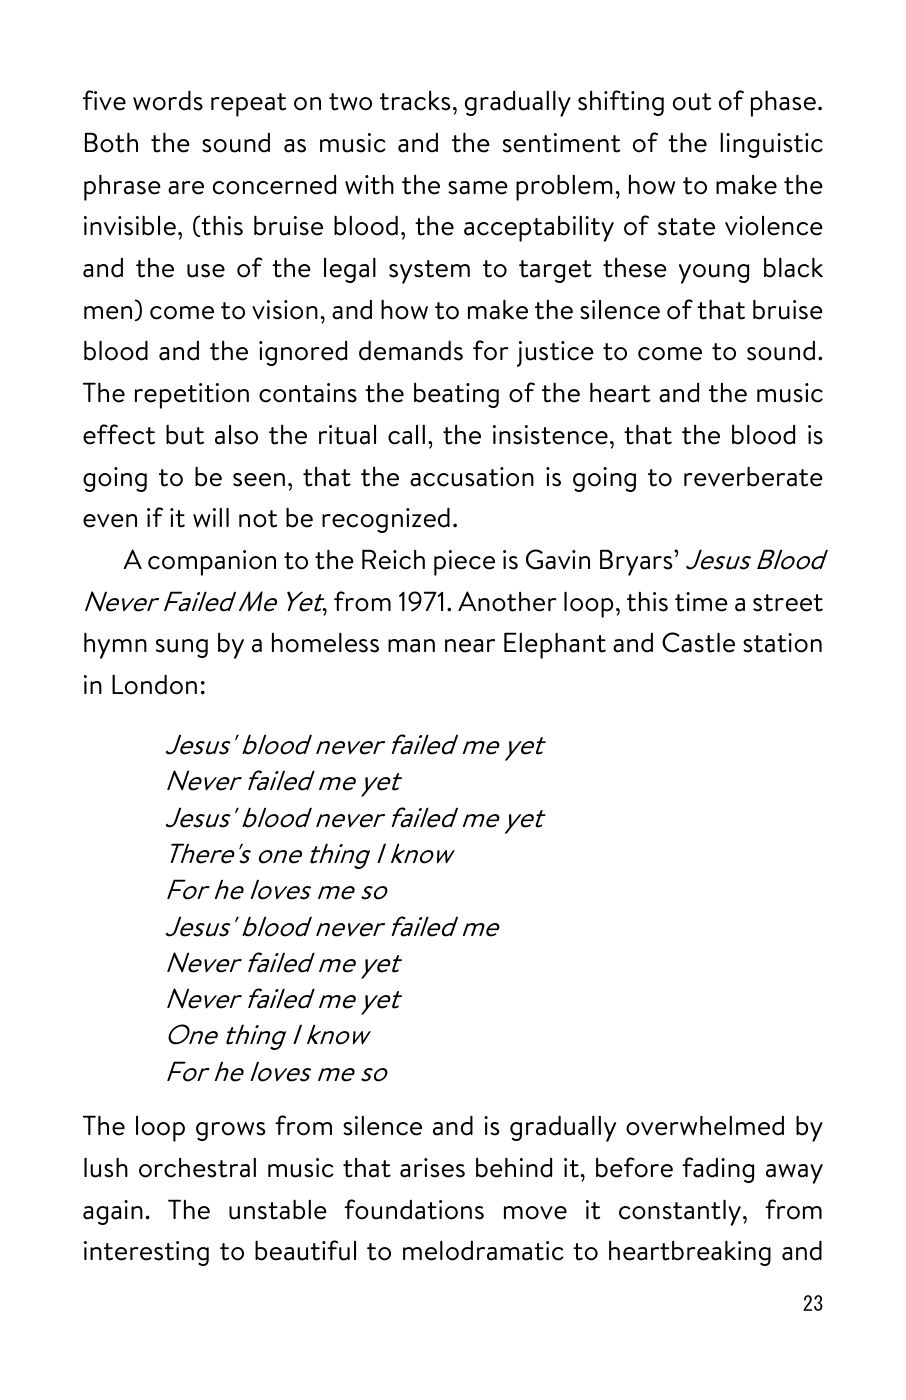 five words repeat on two tracks, gradually shifting out of phase.
Both the sound as music and the sentiment of the linguistic
phrase are concerned with the same problem, how to make the
invisible, (this bruise blood, the acceptability of state violence
and the use of the legal system to target these young black
men) come to vision, and how to make the silence of that bruise
blood and the ignored demands for justice to come to sound.
The repetition contains the beating of the heart and the music
effect but also the ritual call, the insistence, that the blood is
going to be seen, that the accusation is going to reverberate
even if it will not be recognized.
A companion to the Reich piece is Gavin Bryars’ Jesus Blood
Never Failed Me Yet, from 1971. Another loop, this time a street
hymn sung by a homeless man near Elephant and Castle station
in London:
Jesus' blood never failed me yet
Never failed me yet
Jesus' blood never failed me yet
There's one thing I know
For he loves me so
Jesus' blood never failed me
Never failed me yet
Never failed me yet
One thing I know
For he loves me so
The loop grows from silence and is gradually overwhelmed by
lush orchestral music that arises behind it, before fading away
again. The unstable foundations move it constantly, from
interesting to beautiful to melodramatic to heartbreaking and
23